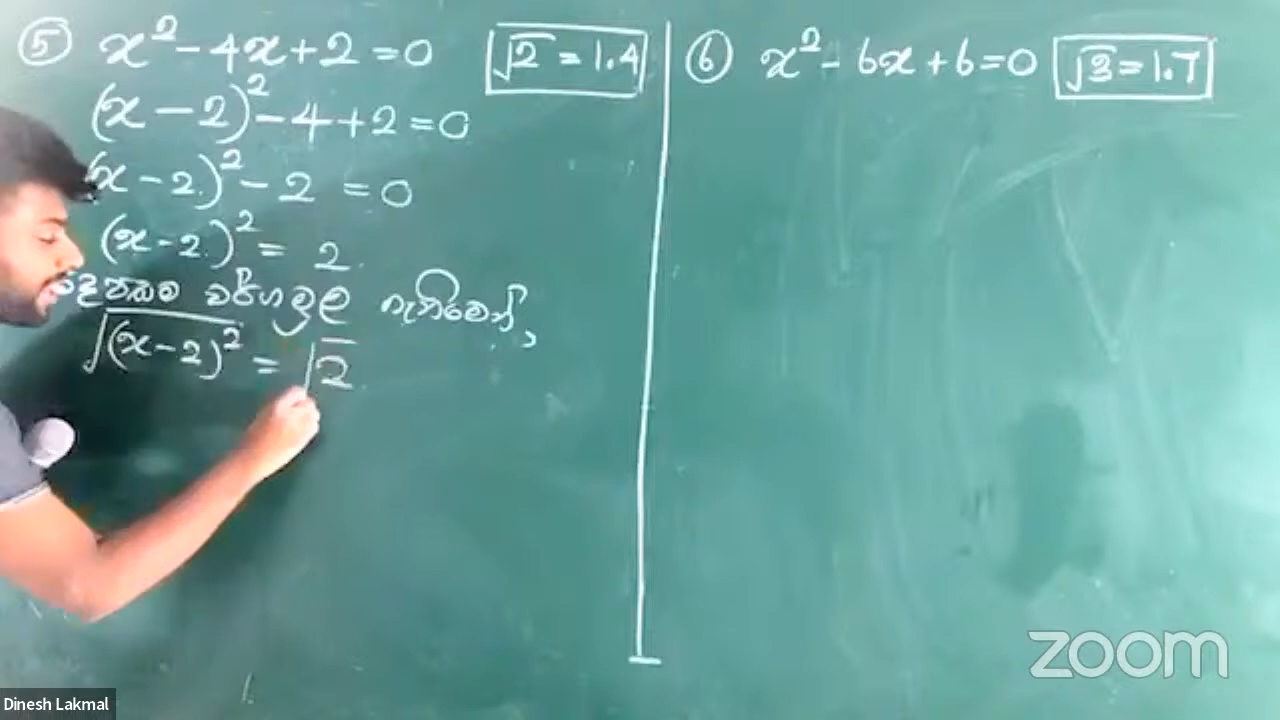 ⑤ x² - 4x + 2 = 0 √2 = 1.4
(x - 2)² - 4 + 2 = 0
(x - 2)² - 2 = 0
(x - 2)² = 2
වර්ගමූල ගැනීමෙන්,
√(x - 2)² = √2
⑥ x² - 6x + 6 = 0 √3 = 1.7
zoom
Dinesh Lakmal